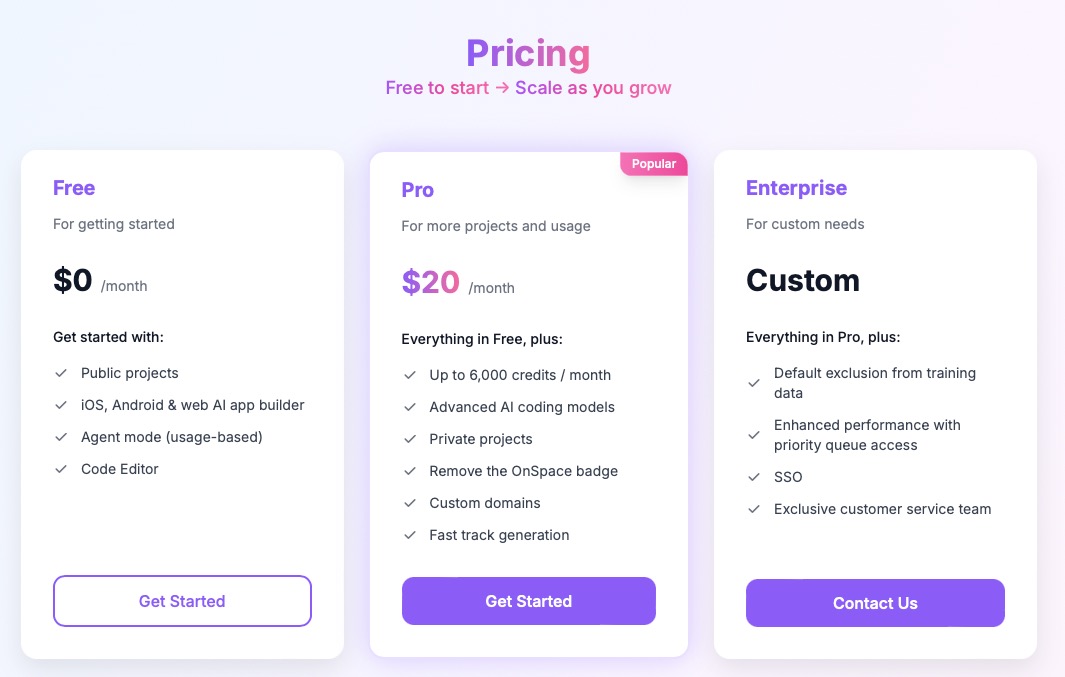 Pricing
Free to start → Scale as you grow
Free
For getting started
$0 /month
Get started with:
Public projects
iOS, Android & web AI app builder
Agent mode (usage-based)
Code Editor
Get Started
Popular
Pro
For more projects and usage
$20 /month
Everything in Free, plus:
Up to 6,000 credits / month
Advanced AI coding models
Private projects
Remove the OnSpace badge
Custom domains
Fast track generation
Get Started
Enterprise
For custom needs
Custom
Everything in Pro, plus:
Default exclusion from training
data
Enhanced performance with
priority queue access
SSO
Exclusive customer service team
Contact Us